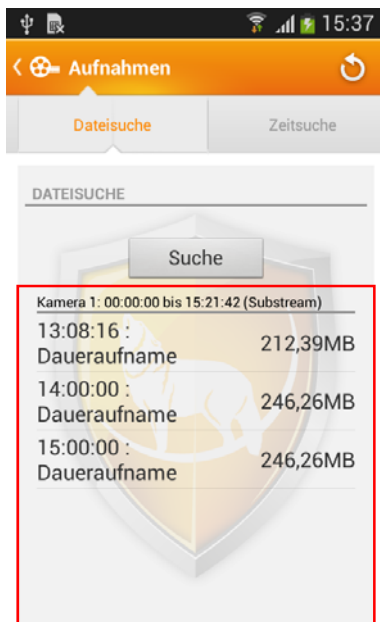 15:37
Aufnahmen
Dateisuche Zeitsuche
DATEISUCHE
Suche
Kamera 1: 00:00:00 bis 15:21:42 (Substream)
13:08:16 :
Daueraufname 212,39MB
14:00:00 :
Daueraufname 246,26MB
15:00:00 :
Daueraufname 246,26MB